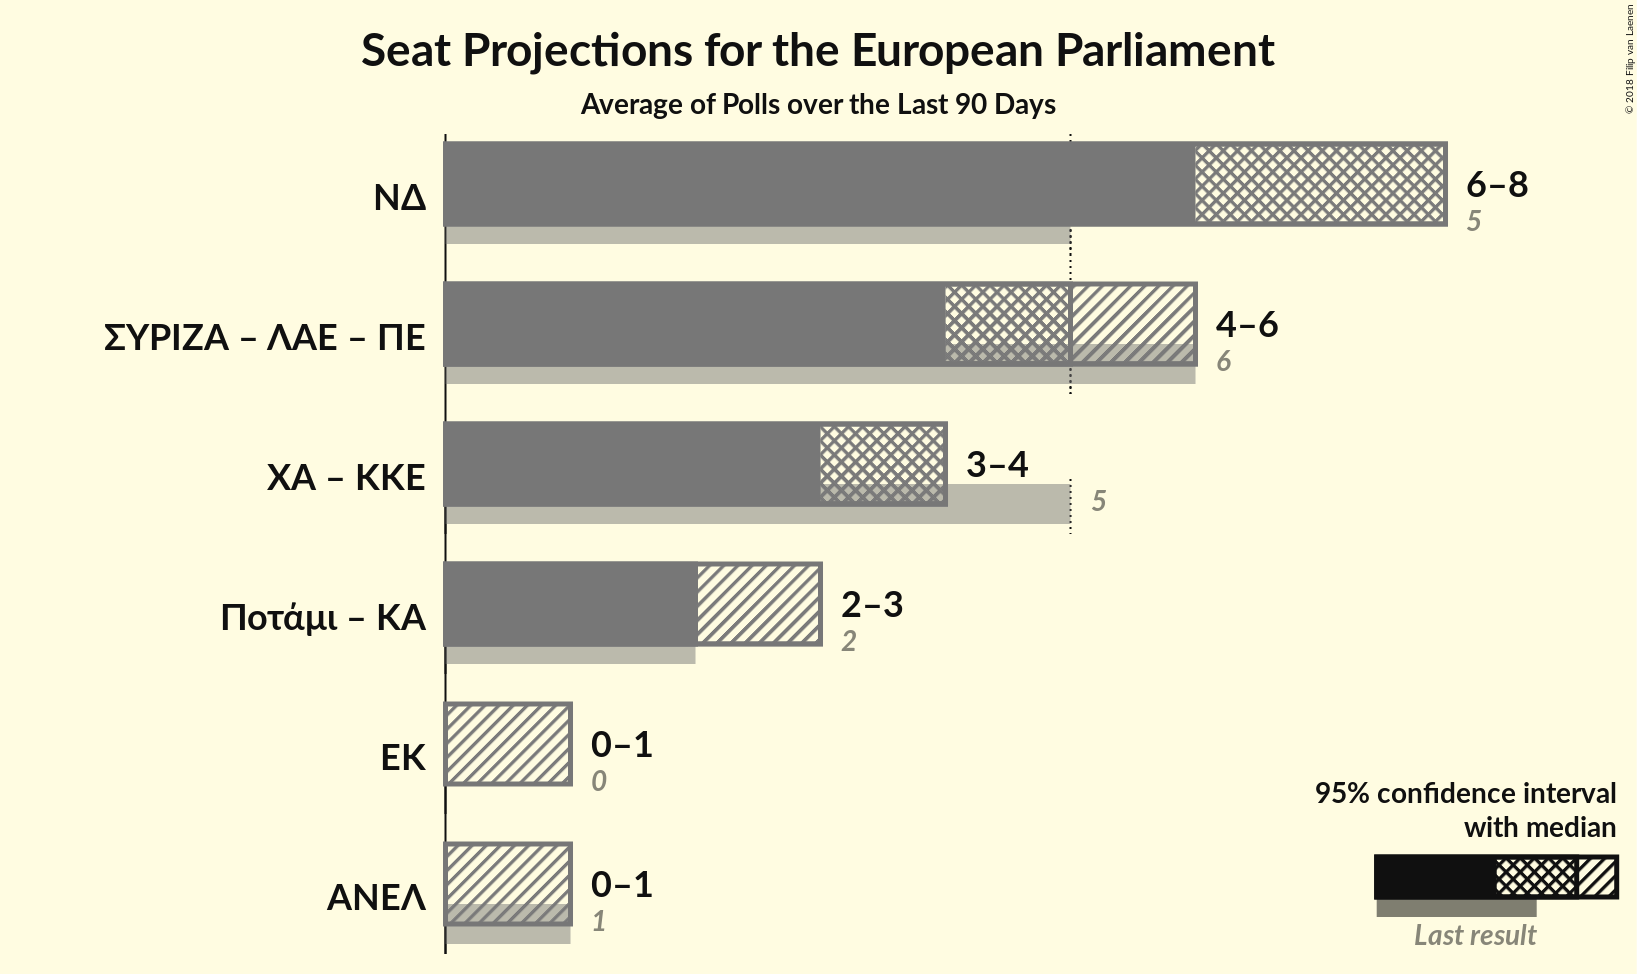 Seat Projections for the European Parliament
Average of Polls over the Last 90 Days
© 2018 Filip van Laenen
ΝΔ
6–8
5
ΣΥΡΙΖΑ – ΛΑΕ – ΠΕ
4–6
6
ΧΑ – ΚΚΕ
3–4
5
Ποτάμι – ΚΑ
2–3
2
ΕΚ
0–1
0
ΑΝΕΛ
0–1
1
95% confidence interval
with median
Last result